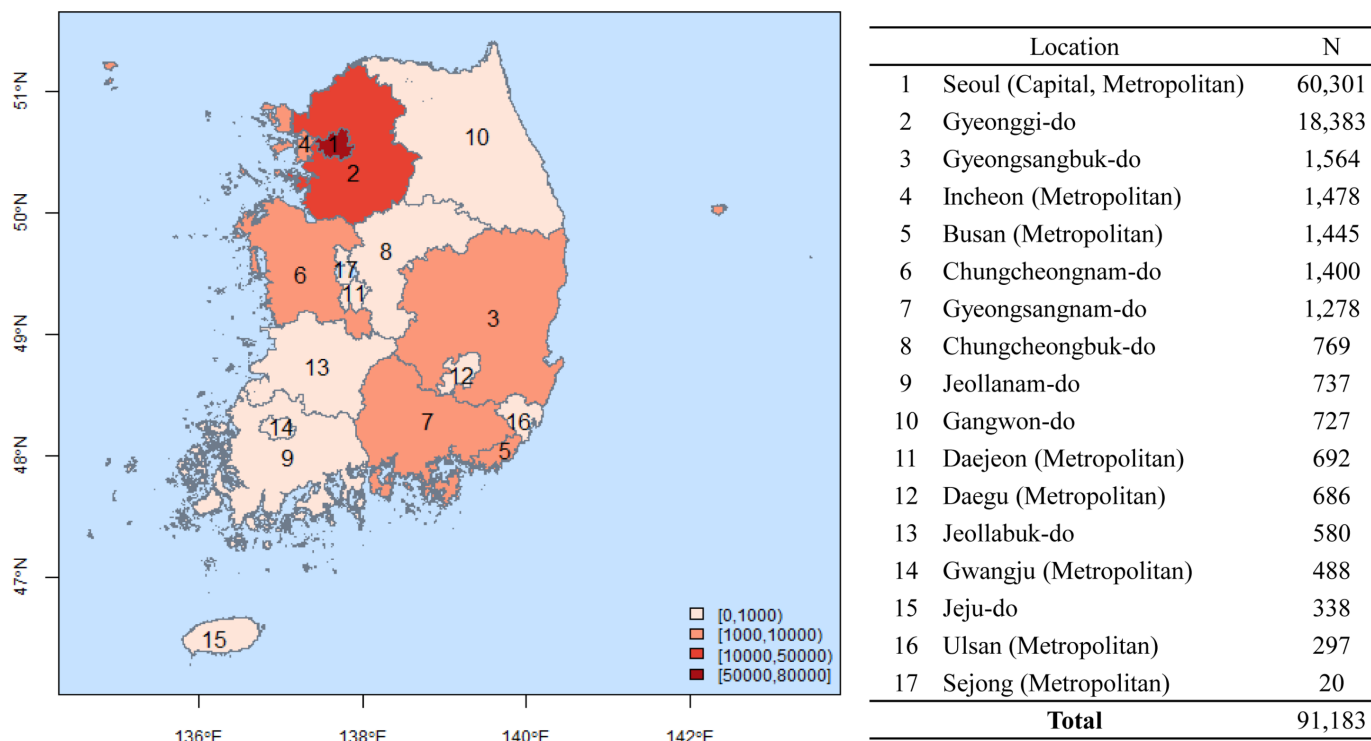 51°N
50°N
49°N
48°N
47°N
136°E 138°E 140°E 142°E
10
4 1
2
8
17
6
11
3
13
12
7
16
14
5
9
15
[0,1000)
[1000,10000)
[10000,50000)
[50000,80000]
Location N
1 Seoul (Capital, Metropolitan) 60,301
2 Gyeonggi-do 18,383
3 Gyeongsangbuk-do 1,564
4 Incheon (Metropolitan) 1,478
5 Busan (Metropolitan) 1,445
6 Chungcheongnam-do 1,400
7 Gyeongsangnam-do 1,278
8 Chungcheongbuk-do 769
9 Jeollanam-do 737
10 Gangwon-do 727
11 Daejeon (Metropolitan) 692
12 Daegu (Metropolitan) 686
13 Jeollabuk-do 580
14 Gwangju (Metropolitan) 488
15 Jeju-do 338
16 Ulsan (Metropolitan) 297
17 Sejong (Metropolitan) 20
Total 91,183